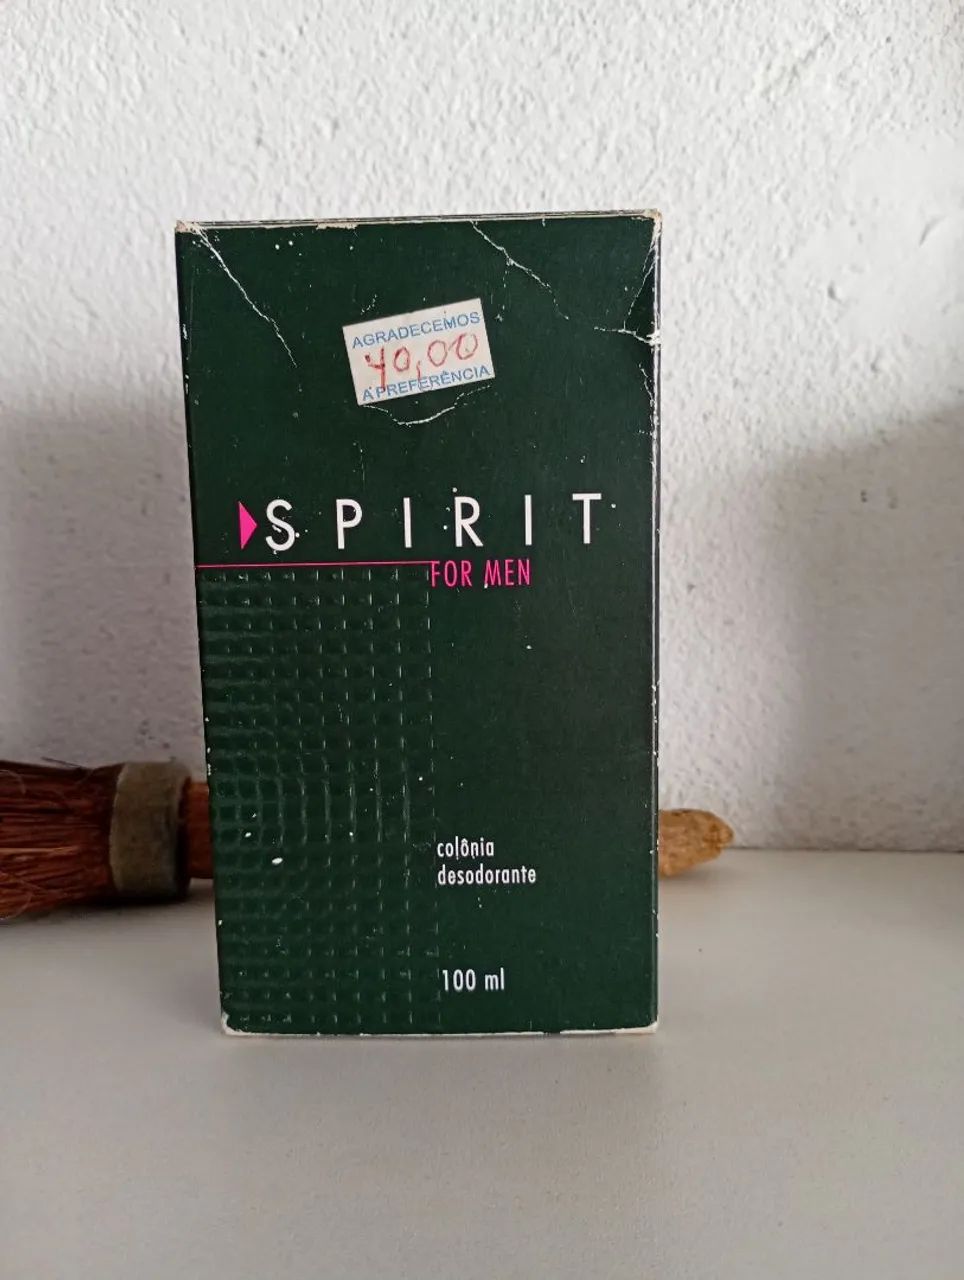 AGRADECEMOS
40,00
A PREFERÊNCIA
SPIRIT
FOR MEN
colônia
desodorante
100 ml